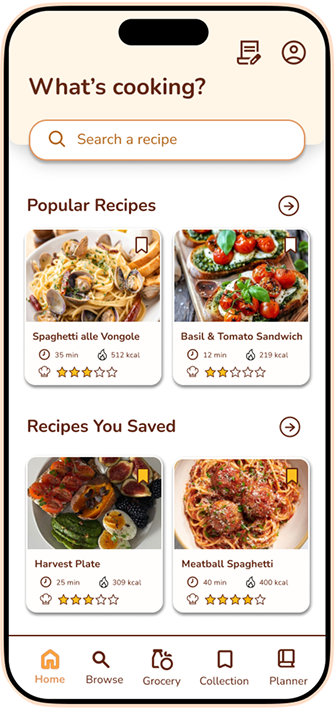 What's cooking?
Search a recipe
Popular Recipes
Spaghetti alle Vongole
35 min 512 kcal
Basil & Tomato Sandwich
12 min 219 kcal
Recipes You Saved
Harvest Plate
25 min 309 kcal
Meatball Spaghetti
40 min 400 kcal
Home Browse Grocery Collection Planner